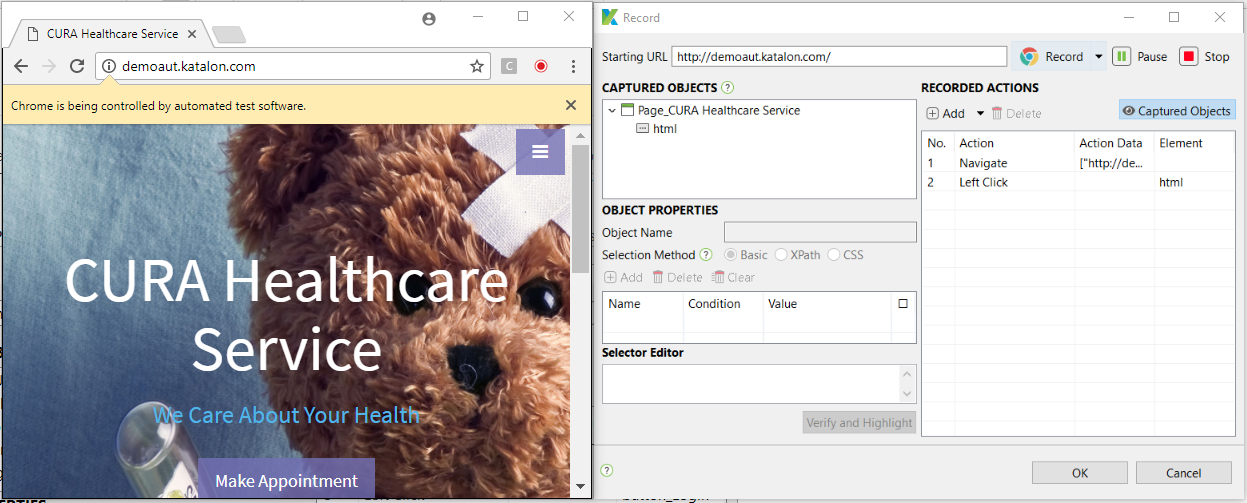 CURA Healthcare Service
demoaut.katalon.com
C
Chrome is being controlled by automated test software.
CURA Healthcare
Service
We Care About Your Health
Make Appointment
Record
Starting URL http://demoaut.katalon.com/ Record Pause Stop
CAPTURED OBJECTS ?
Page_CURA Healthcare Service
html
OBJECT PROPERTIES
Object Name
Selection Method ? Basic XPath CSS
Add Delete Clear
Name Condition Value
Selector Editor
Verify and Highlight
RECORDED ACTIONS
Add Delete Captured Objects
No. Action Action Data Element
1 Navigate ["http://de...
2 Left Click html
?
OK Cancel